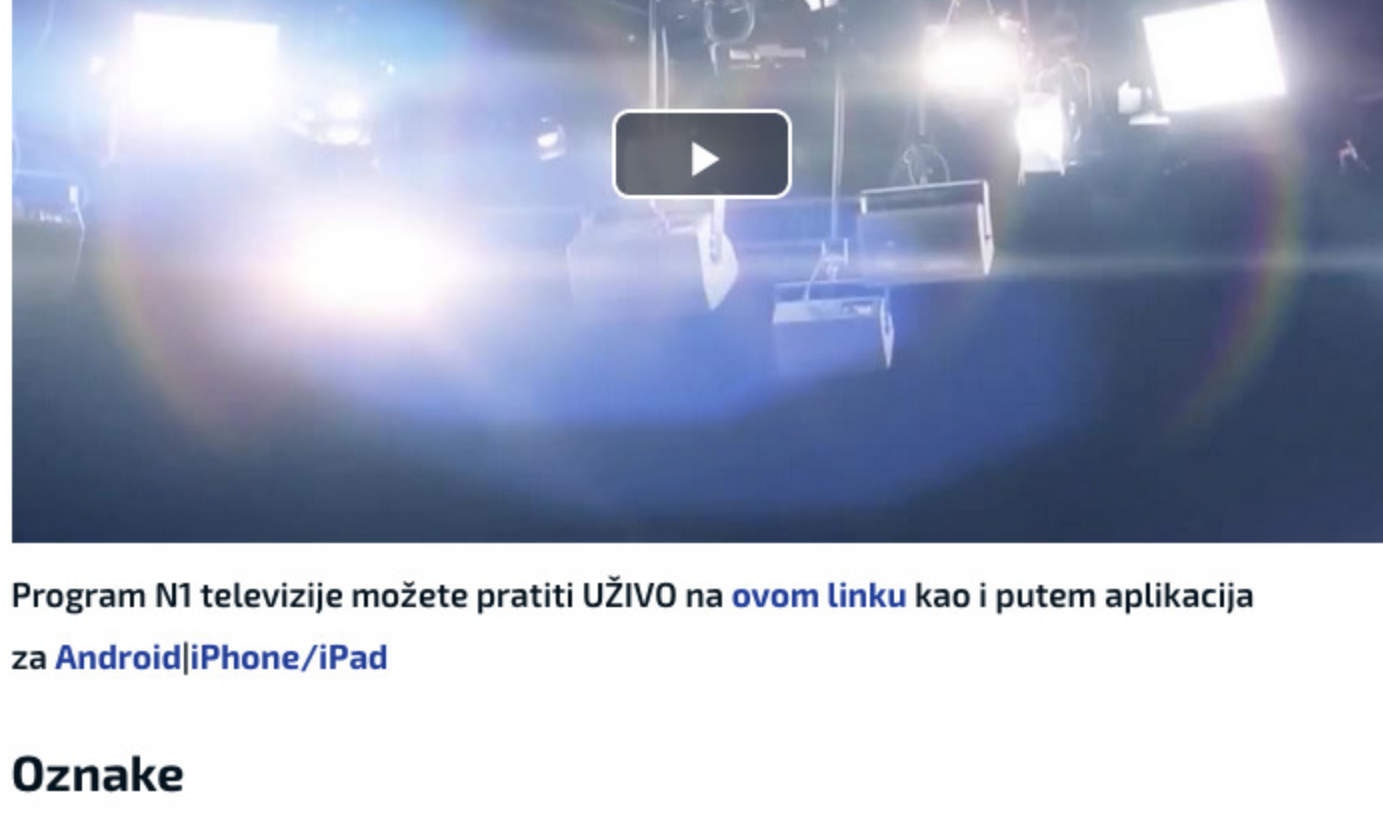 Program N1 televizije možete pratiti UŽIVO na ovom linku kao i putem aplikacija
za Android|iPhone/iPad
Oznake